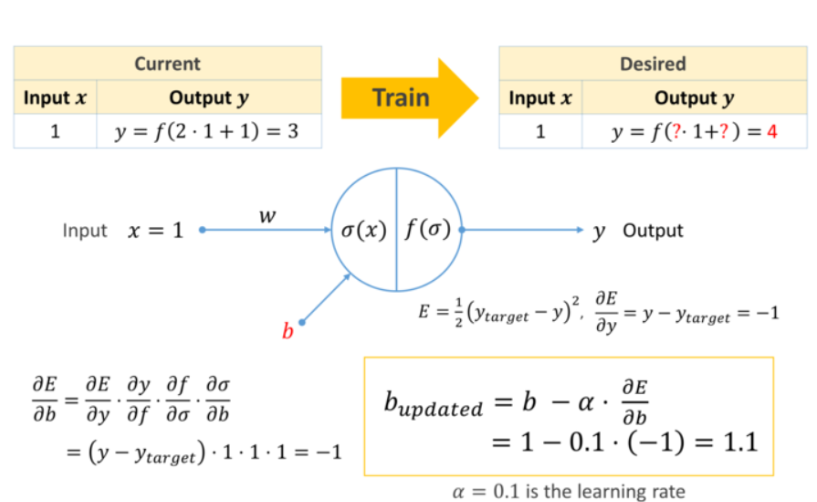 Current
Input x Output y
1 y = f(2 · 1 + 1) = 3
Train
Desired
Input x Output y
1 y = f(?· 1+?) = 4
Input x = 1
w
σ(x) f(σ)
y Output
b
E = ½(y_target − y)², ∂E/∂y = y − y_target = −1
∂E/∂b = ∂E/∂y · ∂y/∂f · ∂f/∂σ · ∂σ/∂b
= (y − y_target) · 1 · 1 · 1 = −1
b_updated = b − α · ∂E/∂b
= 1 − 0.1 · (−1) = 1.1
α = 0.1 is the learning rate